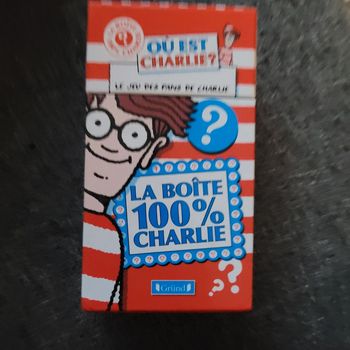 OÙ EST
CHARLIE?
LE JEU DES FANS DE CHARLIE
?
LA BOÎTE
100%
CHARLIE
Gründ
???